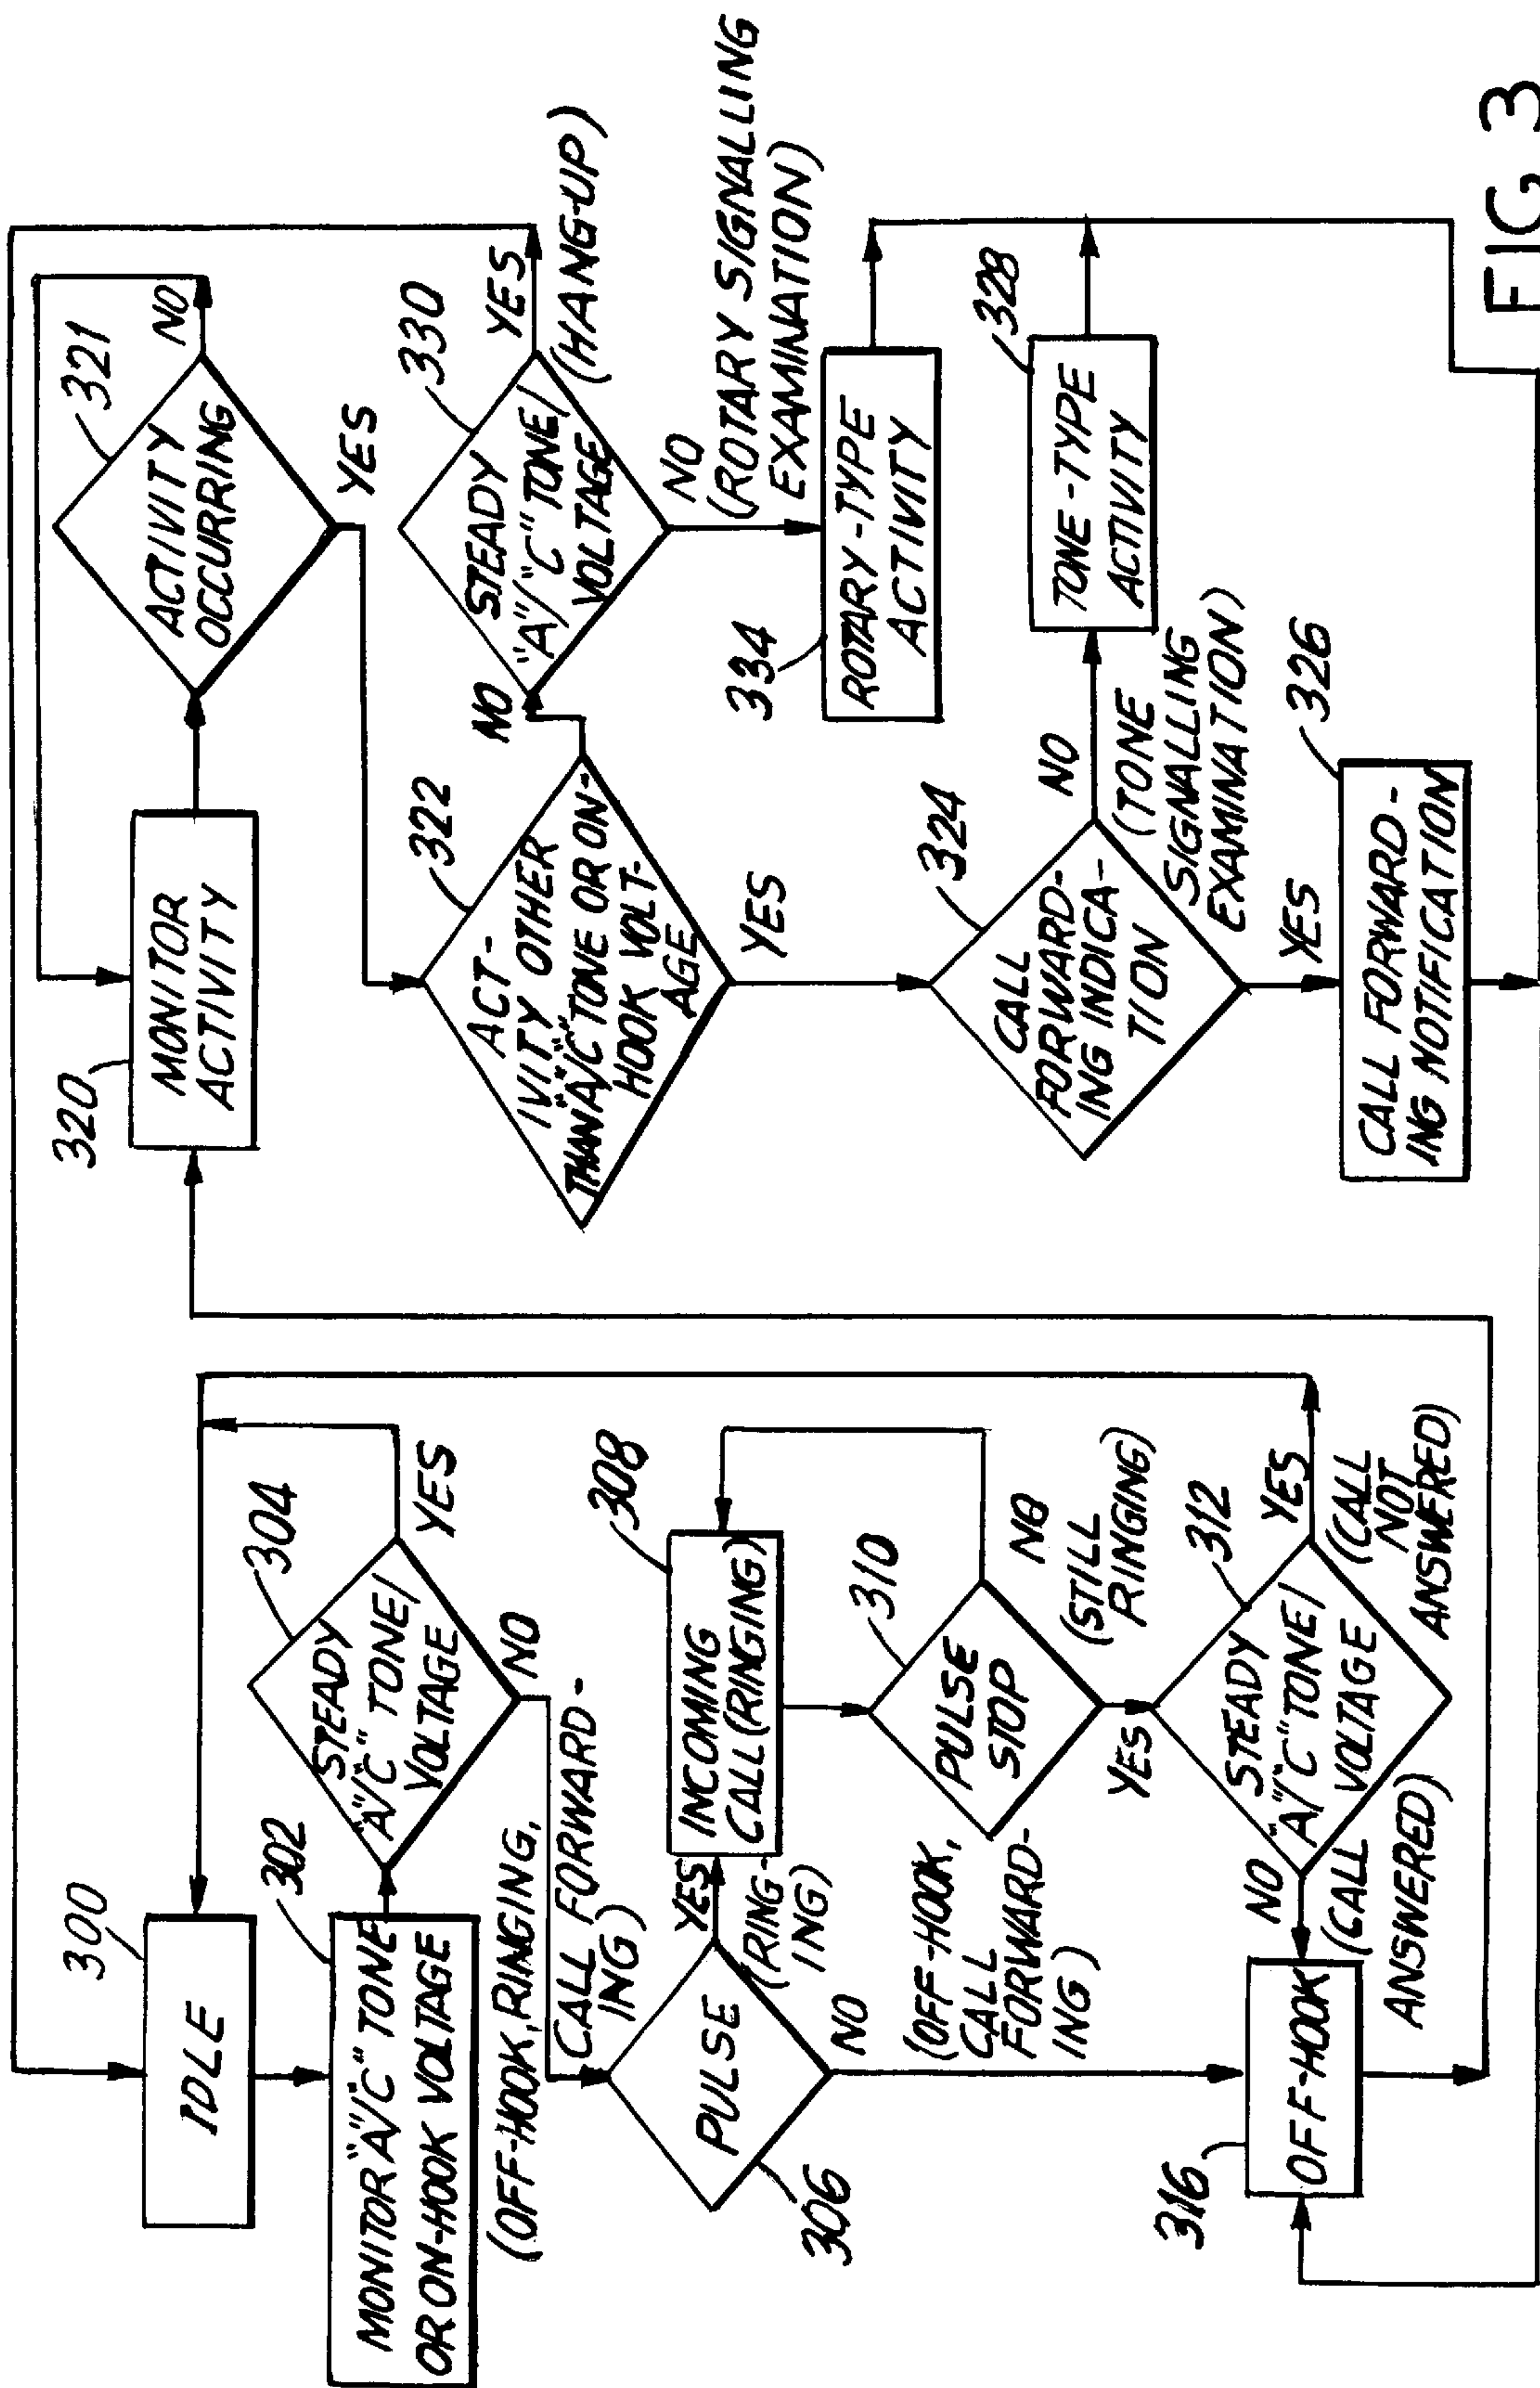 300
IDLE
302
MONITOR "A"/"C" TONE
OR ON-HOOK VOLTAGE
304
STEADY
"A"/"C" TONE/
VOLTAGE
YES
NO
(OFF-HOOK, RINGING,
CALL FORWARD-
ING)
PULSE
306
YES
(RING-
ING)
NO
(OFF-HOOK,
CALL
FORWARD-
ING)
308
INCOMING
CALL (RINGING)
310
PULSE
STOP
NO
(STILL
RINGING)
YES
312
STEADY
"A"/"C" TONE/
VOLTAGE
YES
(CALL
NOT
ANSWERED)
NO
(CALL
ANSWERED)
316
OFF-HOOK
320
MONITOR
ACTIVITY
321
ACTIVITY
OCCURRING
NO
YES
322
ACT-
IVITY OTHER
THAN "A"/"C" TONE OR ON-
HOOK VOLT-
AGE
NO
YES
330
STEADY
"A"/"C" TONE/
VOLTAGE
YES
(HANG-UP)
NO
(ROTARY SIGNALLING
EXAMINATION)
334
ROTARY-TYPE
ACTIVITY
324
CALL
FORWARD-
ING INDICA-
TION
NO
(TONE
SIGNALLING
EXAMINATION)
YES
328
TONE-TYPE
ACTIVITY
326
CALL FORWARD-
ING NOTIFICATION
FIG. 3